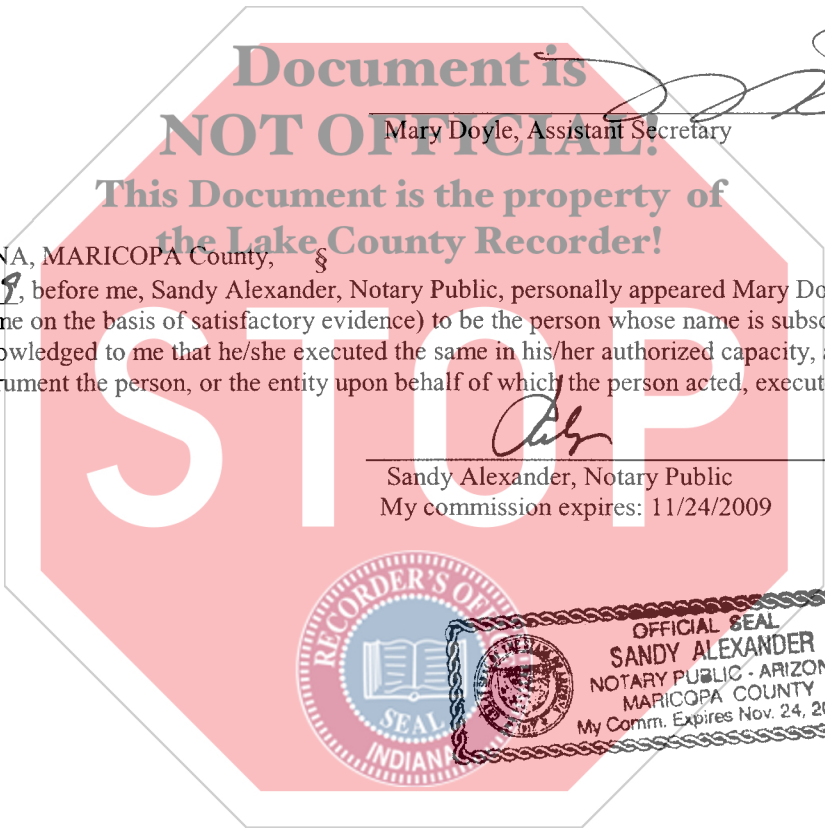 Document is
NOT OFFICIAL!
Mary Doyle, Assistant Secretary
This Document is the property of
the Lake County Recorder!
NA, MARICOPA County, §
9, before me, Sandy Alexander, Notary Public, personally appeared Mary Do
me on the basis of satisfactory evidence) to be the person whose name is subsc
owledged to me that he/she executed the same in his/her authorized capacity, a
rument the person, or the entity upon behalf of which the person acted, execut
STOP
Sandy Alexander, Notary Public
My commission expires: 11/24/2009
RECORDER'S OFFIC
SEAL
INDIANA
OFFICIAL SEAL
SANDY ALEXANDER
NOTARY PUBLIC - ARIZON
MARICOPA COUNTY
My Comm. Expires Nov. 24, 20